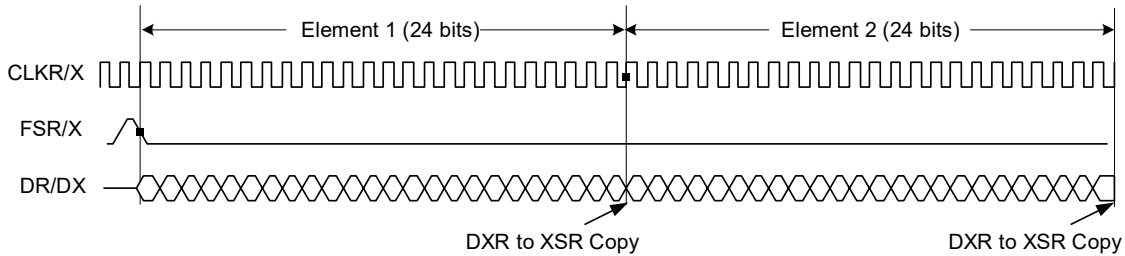 Element 1 (24 bits)
Element 2 (24 bits)
CLKR/X
FSR/X
DR/DX
DXR to XSR Copy
DXR to XSR Copy